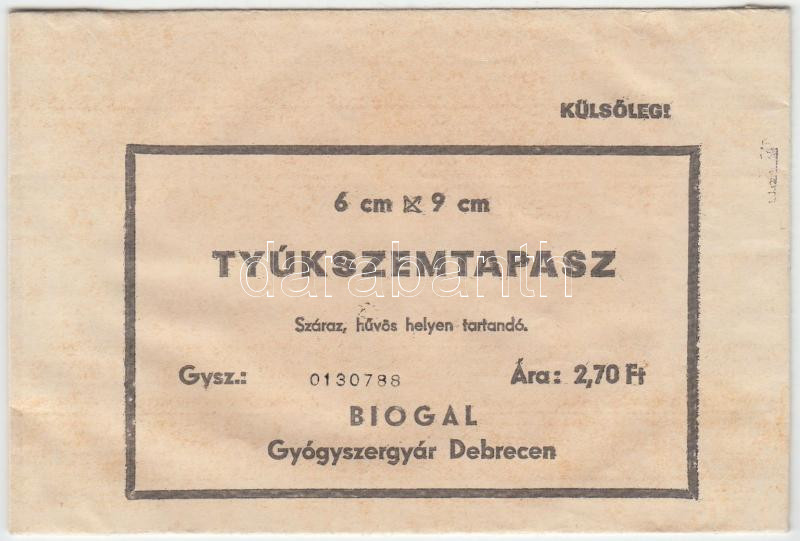 KÜLSŐLEG!
6 cm x 9 cm
TYÚKSZEMTAPASZ
darabanth
Száraz, hűvös helyen tartandó.
Gysz.: 0130788 Ára: 2,70 Ft
BIOGAL
Gyógyszergyár Debrecen